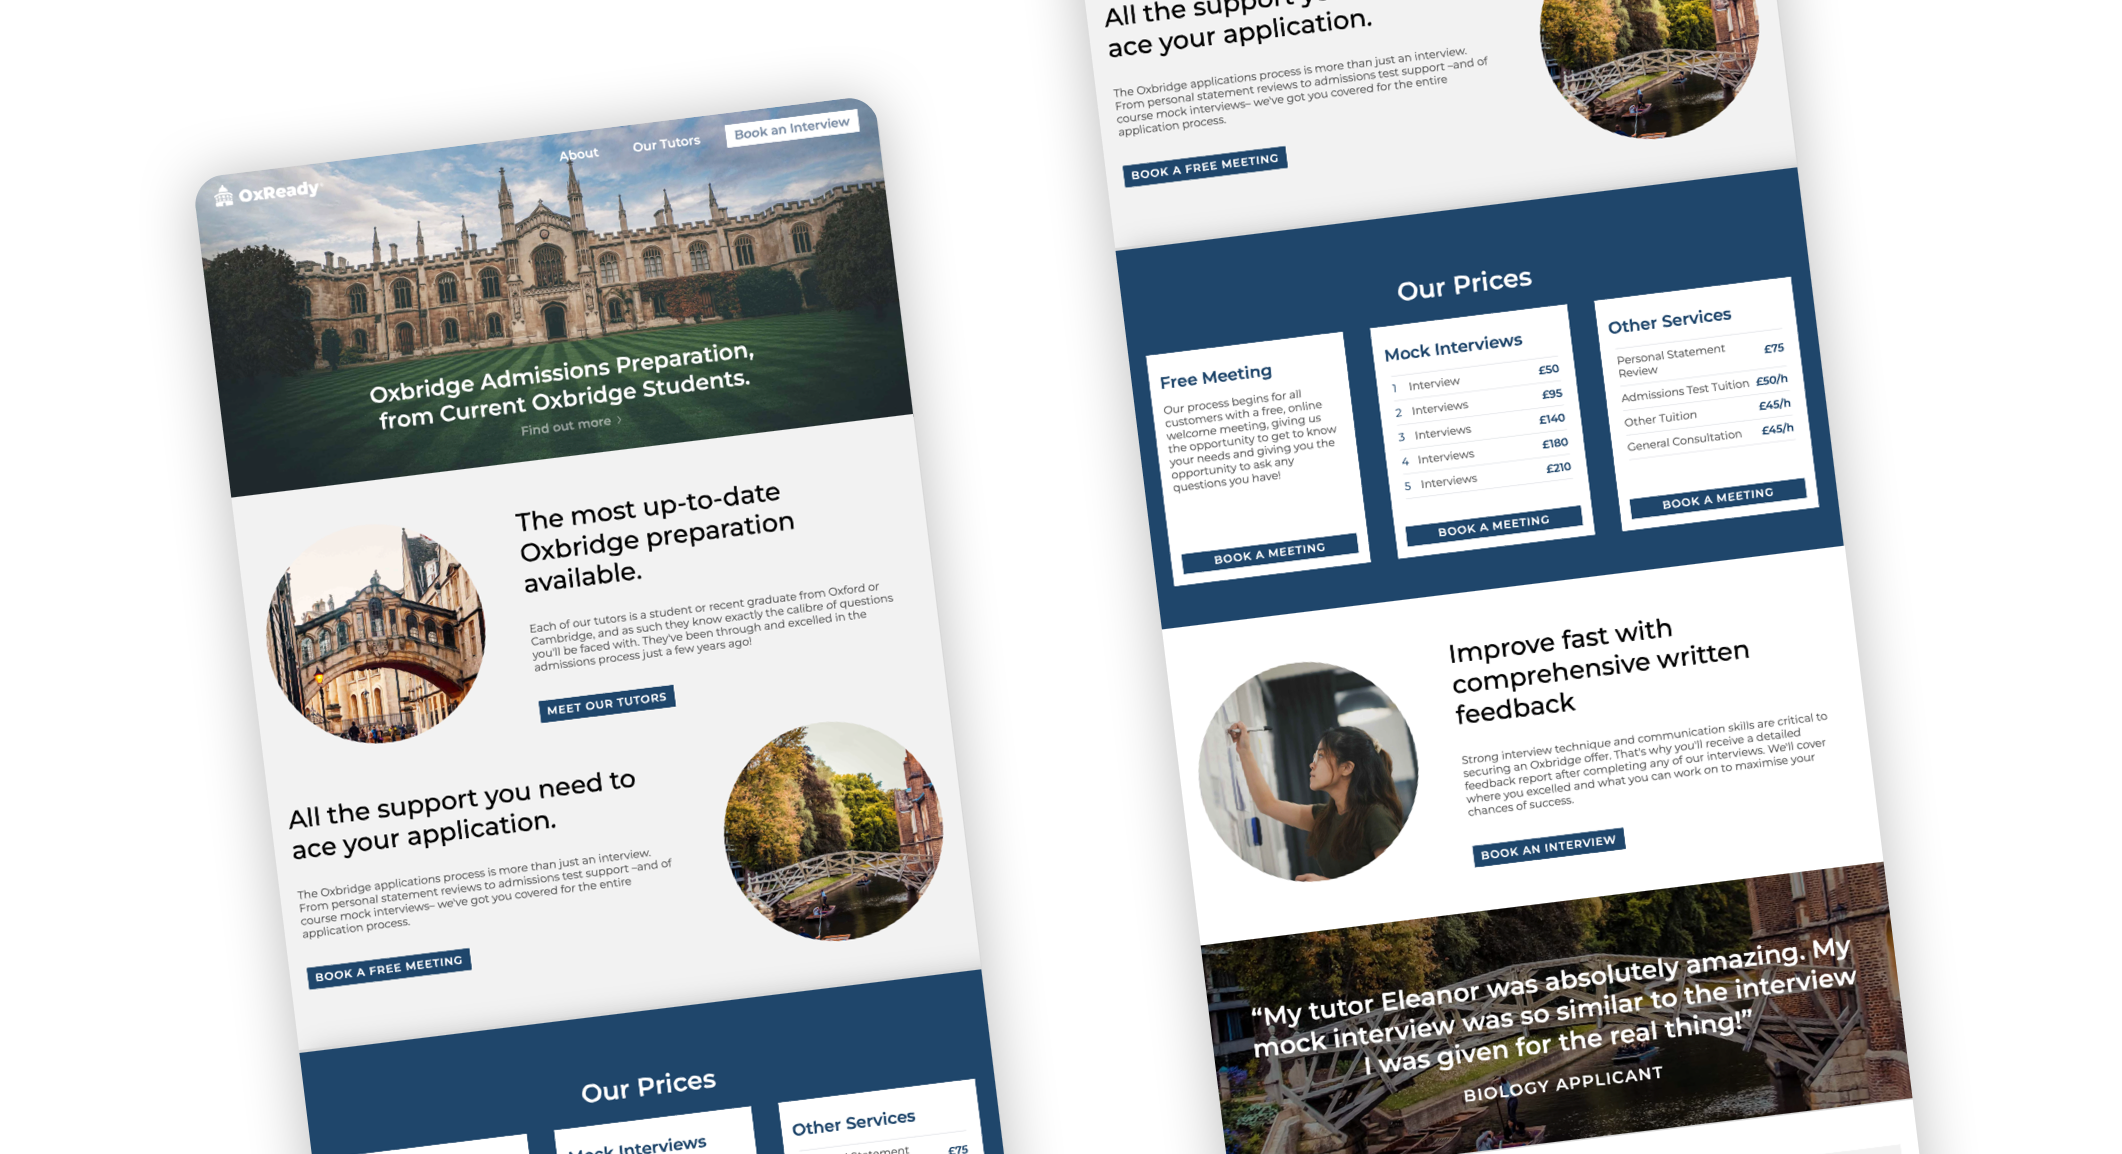 OxReady
About
Our Tutors
Book an Interview
Oxbridge Admissions Preparation,
from Current Oxbridge Students.
Find out more
The most up-to-date
Oxbridge preparation
available.
Each of our tutors is a student or recent graduate from Oxford or
Cambridge, and as such they know exactly the calibre of questions
you'll be faced with. They've been through and excelled in the
admissions process just a few years ago!
MEET OUR TUTORS
All the support you need to
ace your application.
The Oxbridge applications process is more than just an interview.
From personal statement reviews to admissions test support –and of
course mock interviews– we've got you covered for the entire
application process.
BOOK A FREE MEETING
Our Prices
Mock Interviews
Other Services
Statement
£75
All the support
ace your application.
The Oxbridge applications process is more than just an interview.
From personal statement reviews to admissions test support –and of
course mock interviews– we've got you covered for the entire
application process.
BOOK A FREE MEETING
Our Prices
Free Meeting
Our process begins for all
customers with a free, online
welcome meeting, giving us
the opportunity to get to know
your needs and giving you the
opportunity to ask any
questions you have!
BOOK A MEETING
Mock Interviews
1 Interview £50
2 Interviews £95
3 Interviews £140
4 Interviews £180
5 Interviews £210
BOOK A MEETING
Other Services
Personal Statement
Review £75
Admissions Test Tuition £50/h
Other Tuition £45/h
General Consultation £45/h
BOOK A MEETING
Improve fast with
comprehensive written
feedback
Strong interview technique and communication skills are critical to
securing an Oxbridge offer. That's why you'll receive a detailed
feedback report after completing any of our interviews. We'll cover
where you excelled and what you can work on to maximise your
chances of success.
BOOK AN INTERVIEW
“My tutor Eleanor was absolutely amazing. My
mock interview was so similar to the interview
I was given for the real thing!”
BIOLOGY APPLICANT